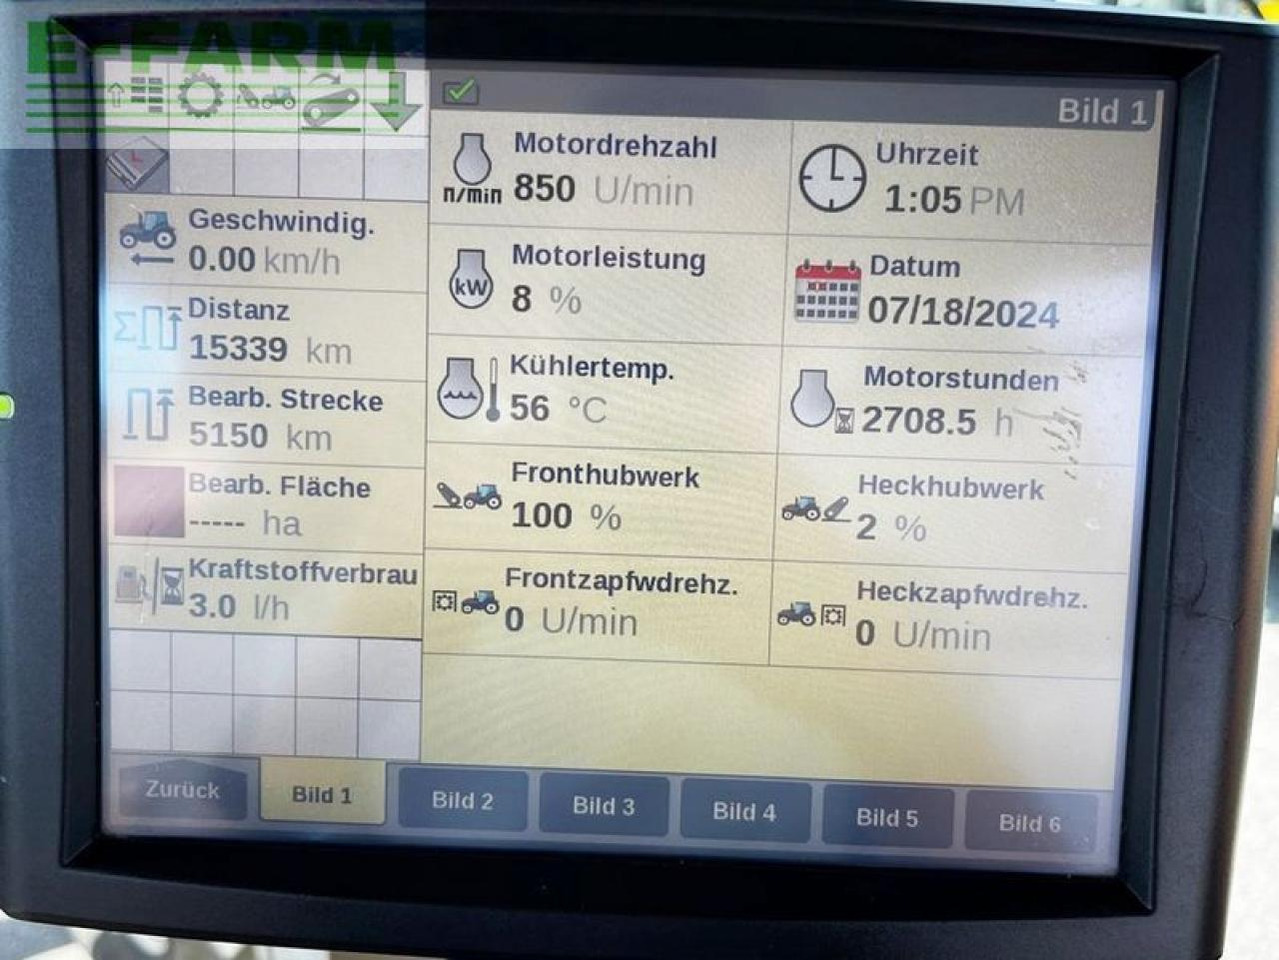 E-FARM
Bild 1
Geschwindig.
0.00 km/h
Distanz
15339 km
Bearb. Strecke
5150 km
Bearb. Fläche
----- ha
Kraftstoffverbrau
3.0 l/h
Motordrehzahl
n/min 850 U/min
Uhrzeit
1:05 PM
Motorleistung
kW 8 %
Datum
07/18/2024
Kühlertemp.
56 °C
Motorstunden
2708.5 h
Fronthubwerk
100 %
Heckhubwerk
2 %
Frontzapfwdrehz.
0 U/min
Heckzapfwdrehz.
0 U/min
Zurück
Bild 1
Bild 2
Bild 3
Bild 4
Bild 5
Bild 6